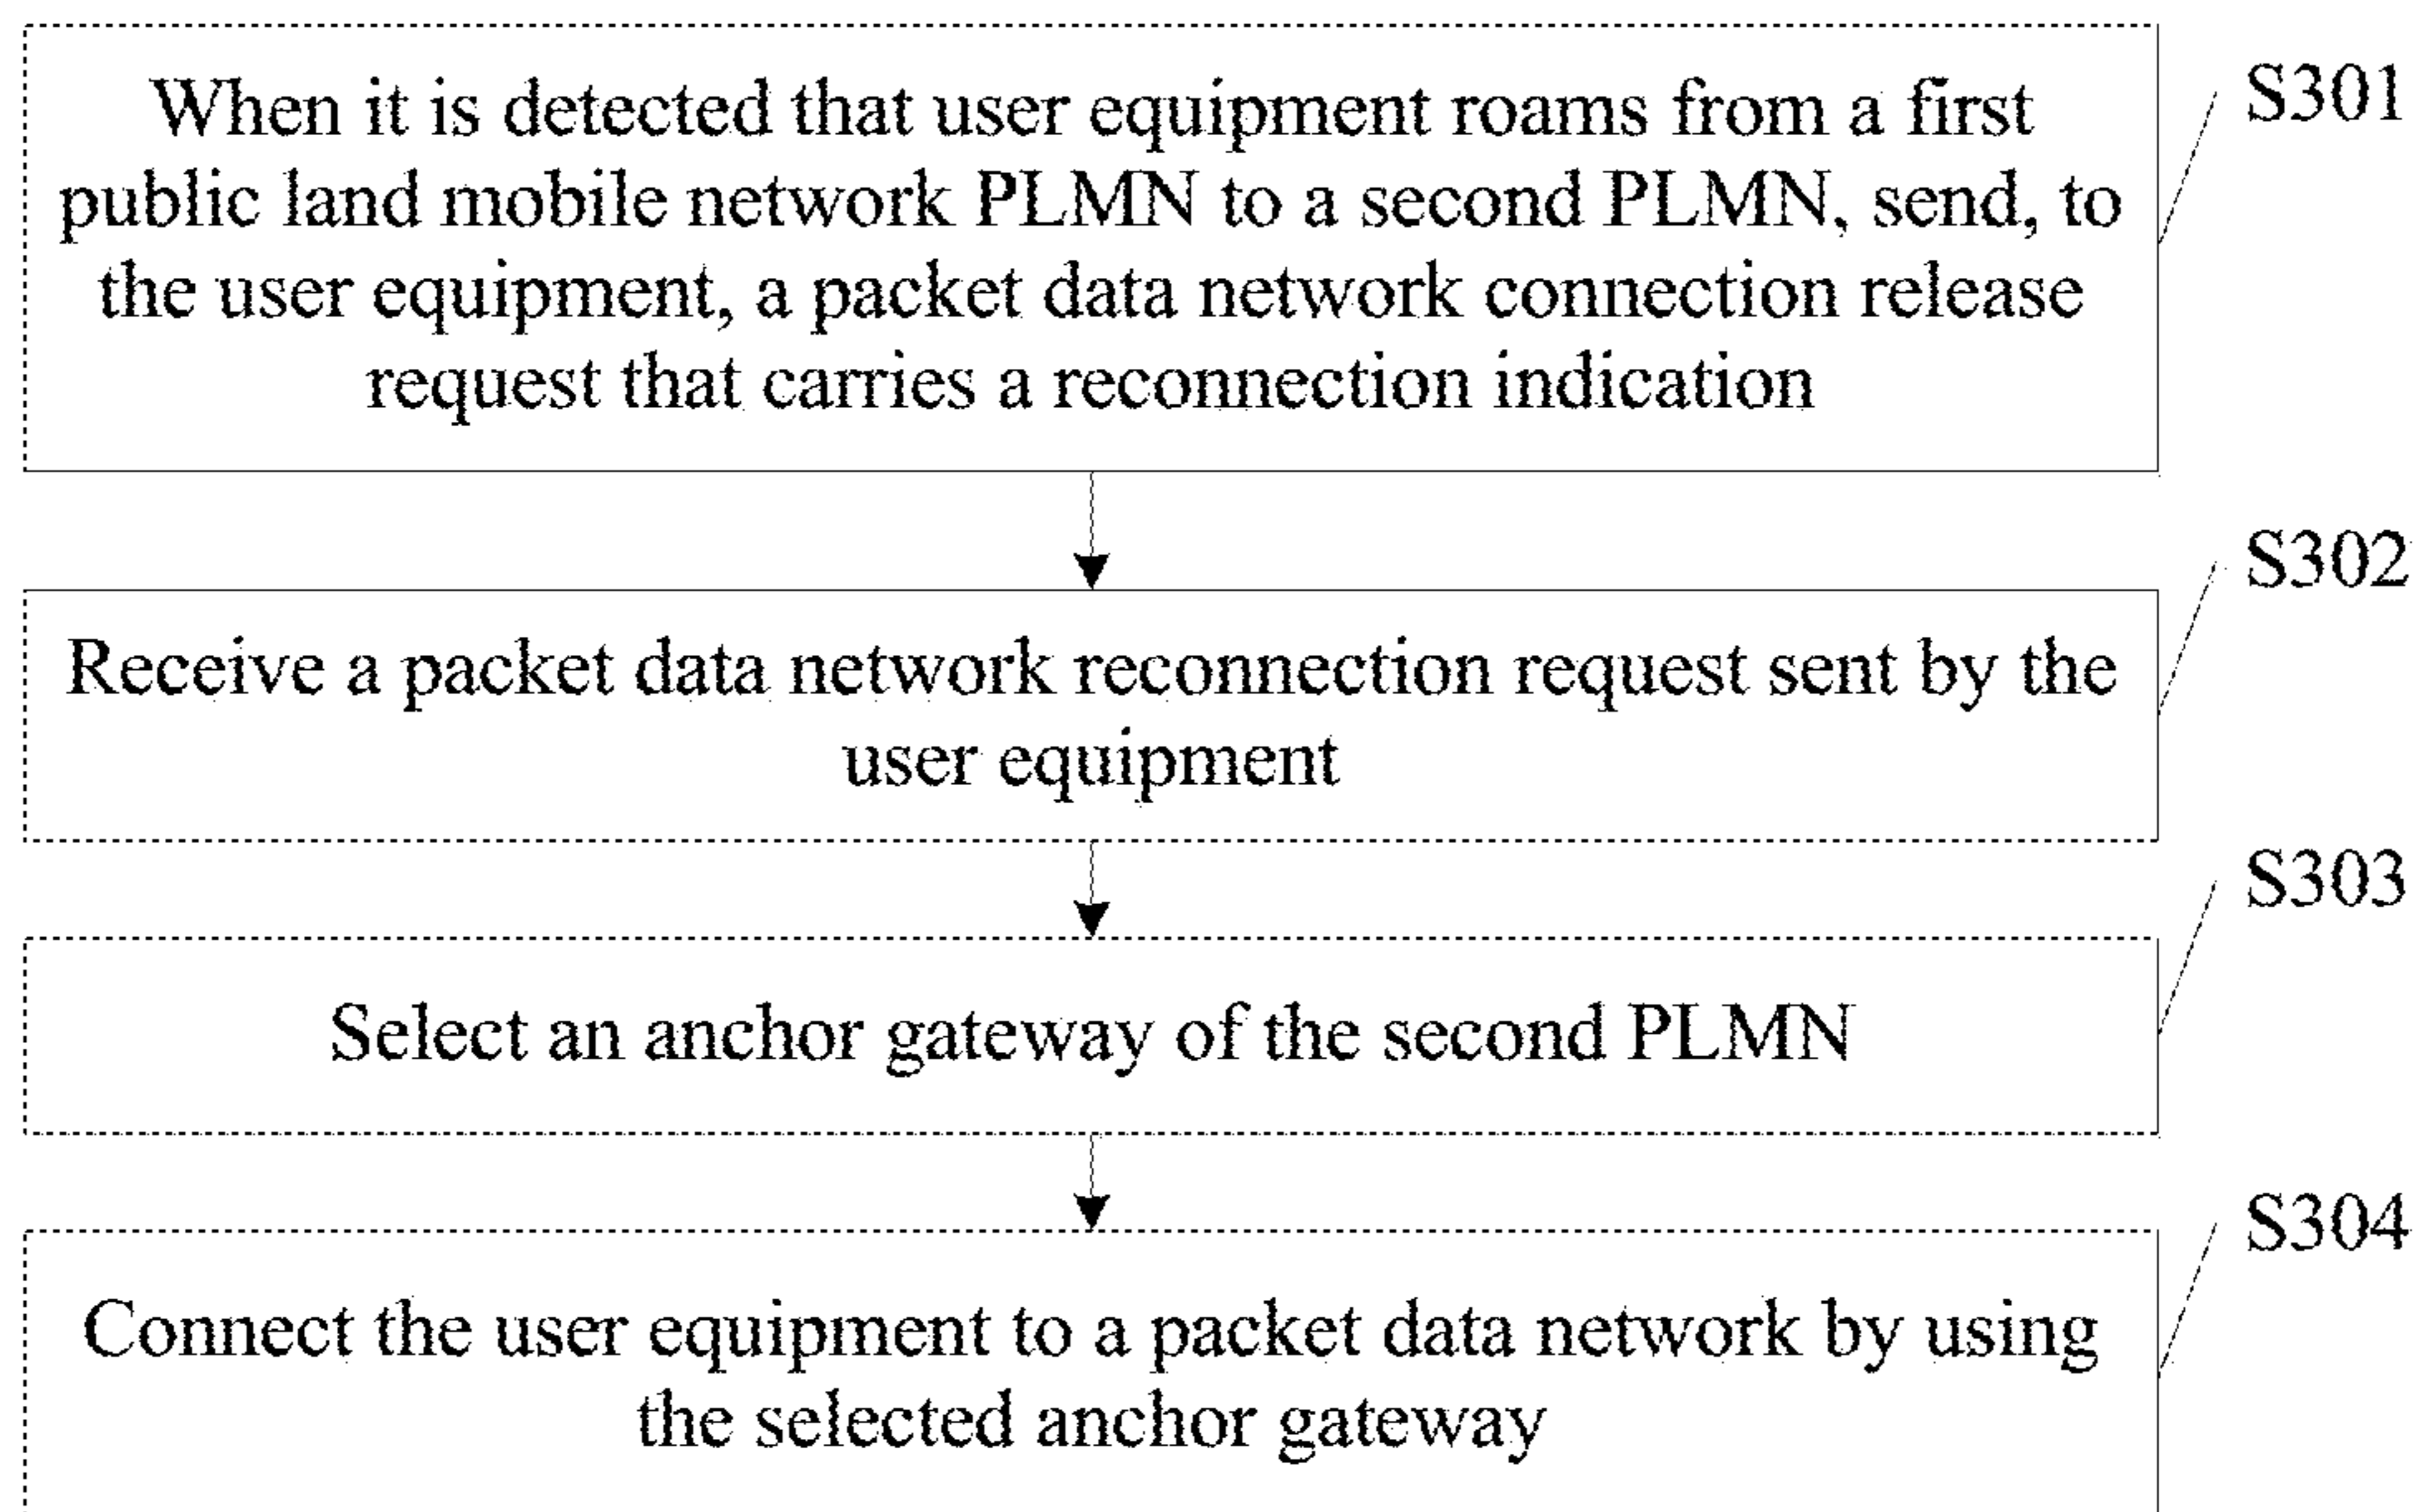 When it is detected that user equipment roams from a first
public land mobile network PLMN to a second PLMN, send, to
the user equipment, a packet data network connection release
request that carries a reconnection indication
S301
Receive a packet data network reconnection request sent by the
user equipment
S302
Select an anchor gateway of the second PLMN
S303
Connect the user equipment to a packet data network by using
the selected anchor gateway
S304